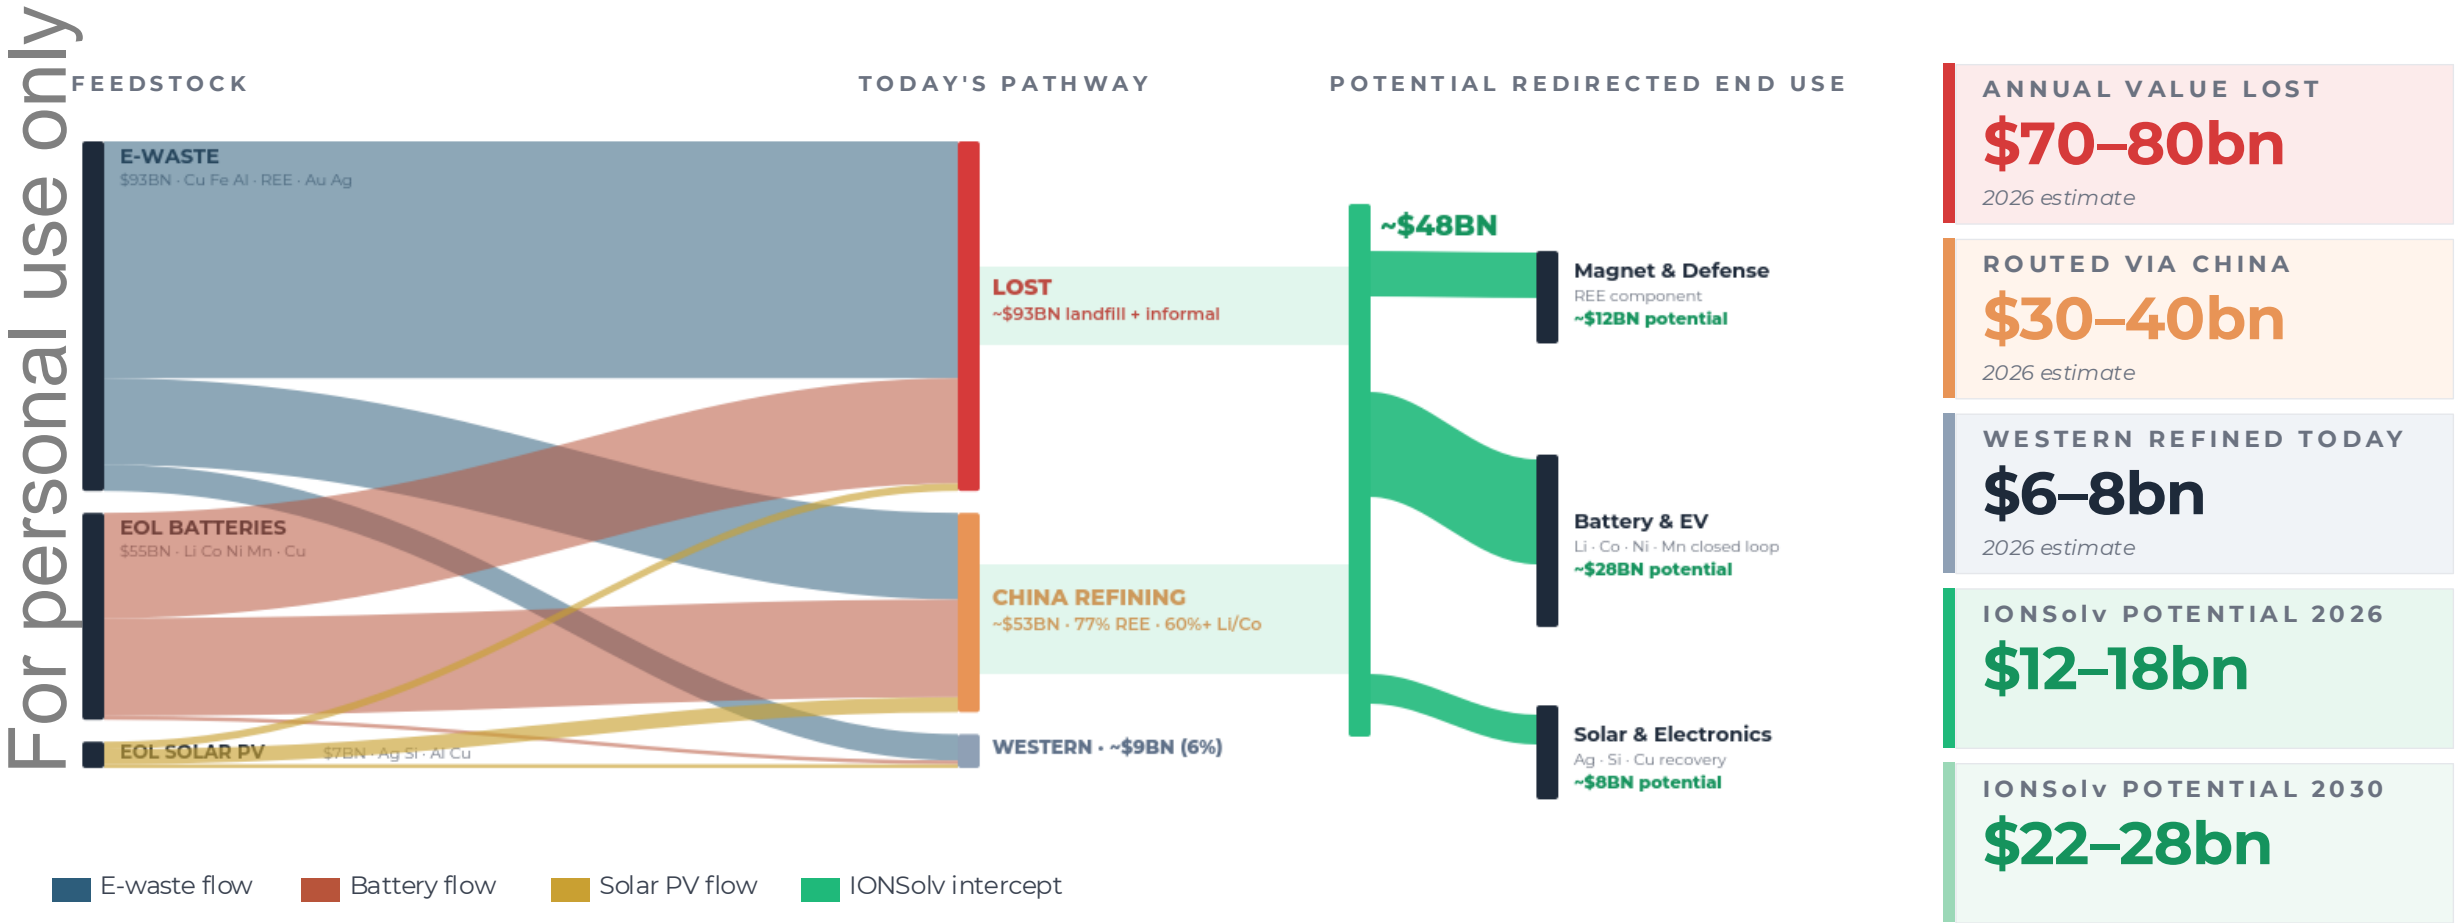 For personal use only
FEEDSTOCK
TODAY'S PATHWAY
POTENTIAL REDIRECTED END USE
E-WASTE
$93BN · Cu Fe Al · REE · Au Ag
EOL BATTERIES
$55BN · Li Co Ni Mn · Cu
EOL SOLAR PV
$7BN · Ag Si · Al Cu
LOST
~$93BN landfill + informal
CHINA REFINING
~$53BN · 77% REE · 60%+ Li/Co
WESTERN · ~$9BN (6%)
~$48BN
Magnet & Defense
REE component
~$12BN potential
Battery & EV
Li · Co · Ni · Mn closed loop
~$28BN potential
Solar & Electronics
Ag · Si · Cu recovery
~$8BN potential
ANNUAL VALUE LOST
$70–80bn
2026 estimate
ROUTED VIA CHINA
$30–40bn
2026 estimate
WESTERN REFINED TODAY
$6–8bn
2026 estimate
IONSolv POTENTIAL 2026
$12–18bn
IONSolv POTENTIAL 2030
$22–28bn
E-waste flow
Battery flow
Solar PV flow
IONSolv intercept